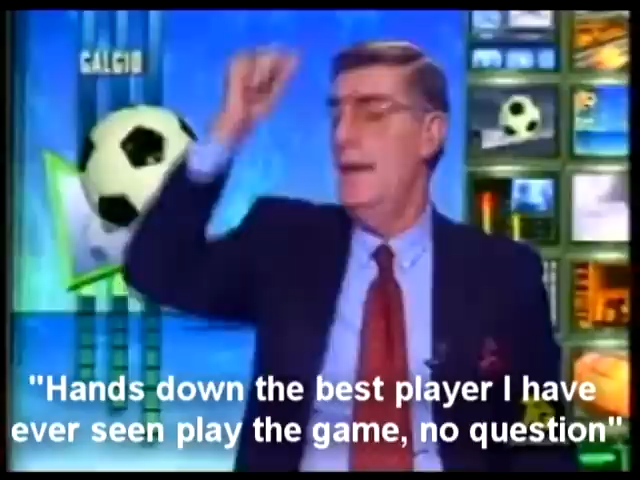 CALCIO
"Hands down the best player I have
ever seen play the game, no question"